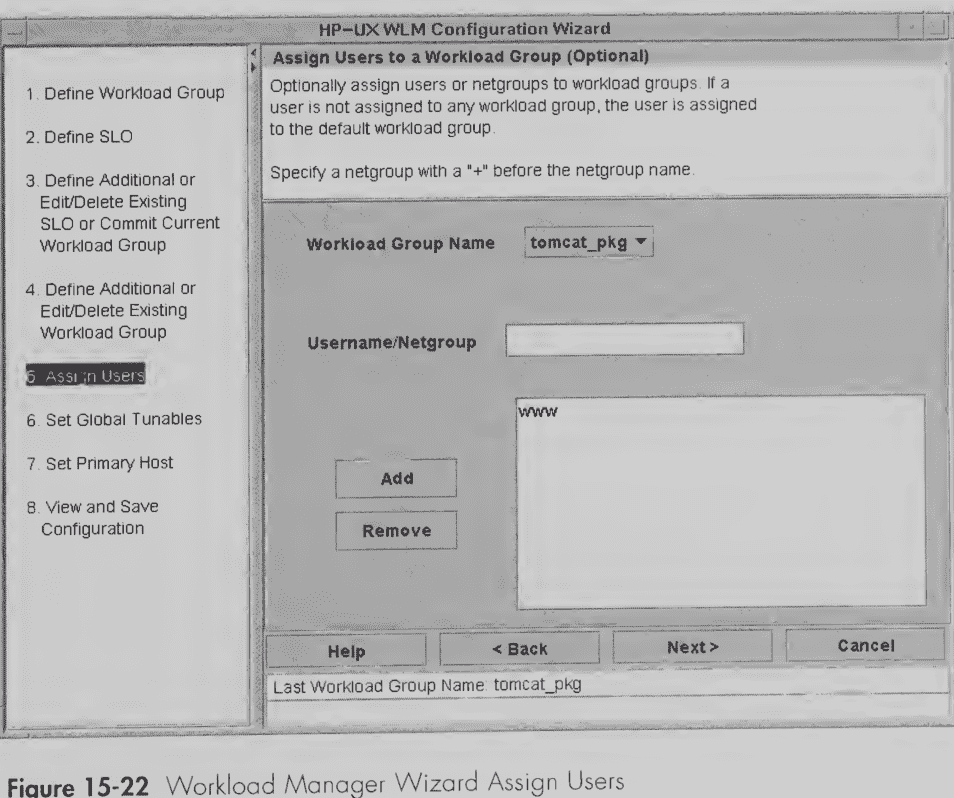 HP-UX WLM Configuration Wizard
1. Define Workload Group
2. Define SLO
3. Define Additional or
Edit/Delete Existing
SLO or Commit Current
Workload Group
4. Define Additional or
Edit/Delete Existing
Workload Group
5. Assign Users
6. Set Global Tunables
7. Set Primary Host
8. View and Save
Configuration
Assign Users to a Workload Group (Optional)
Optionally assign users or netgroups to workload groups. If a
user is not assigned to any workload group, the user is assigned
to the default workload group.
Specify a netgroup with a "+" before the netgroup name.
Workload Group Name
tomcat_pkg
Username/Netgroup
www
Add
Remove
Help
< Back
Next >
Cancel
Last Workload Group Name: tomcat_pkg
Figure 15-22 Workload Manager Wizard Assign Users